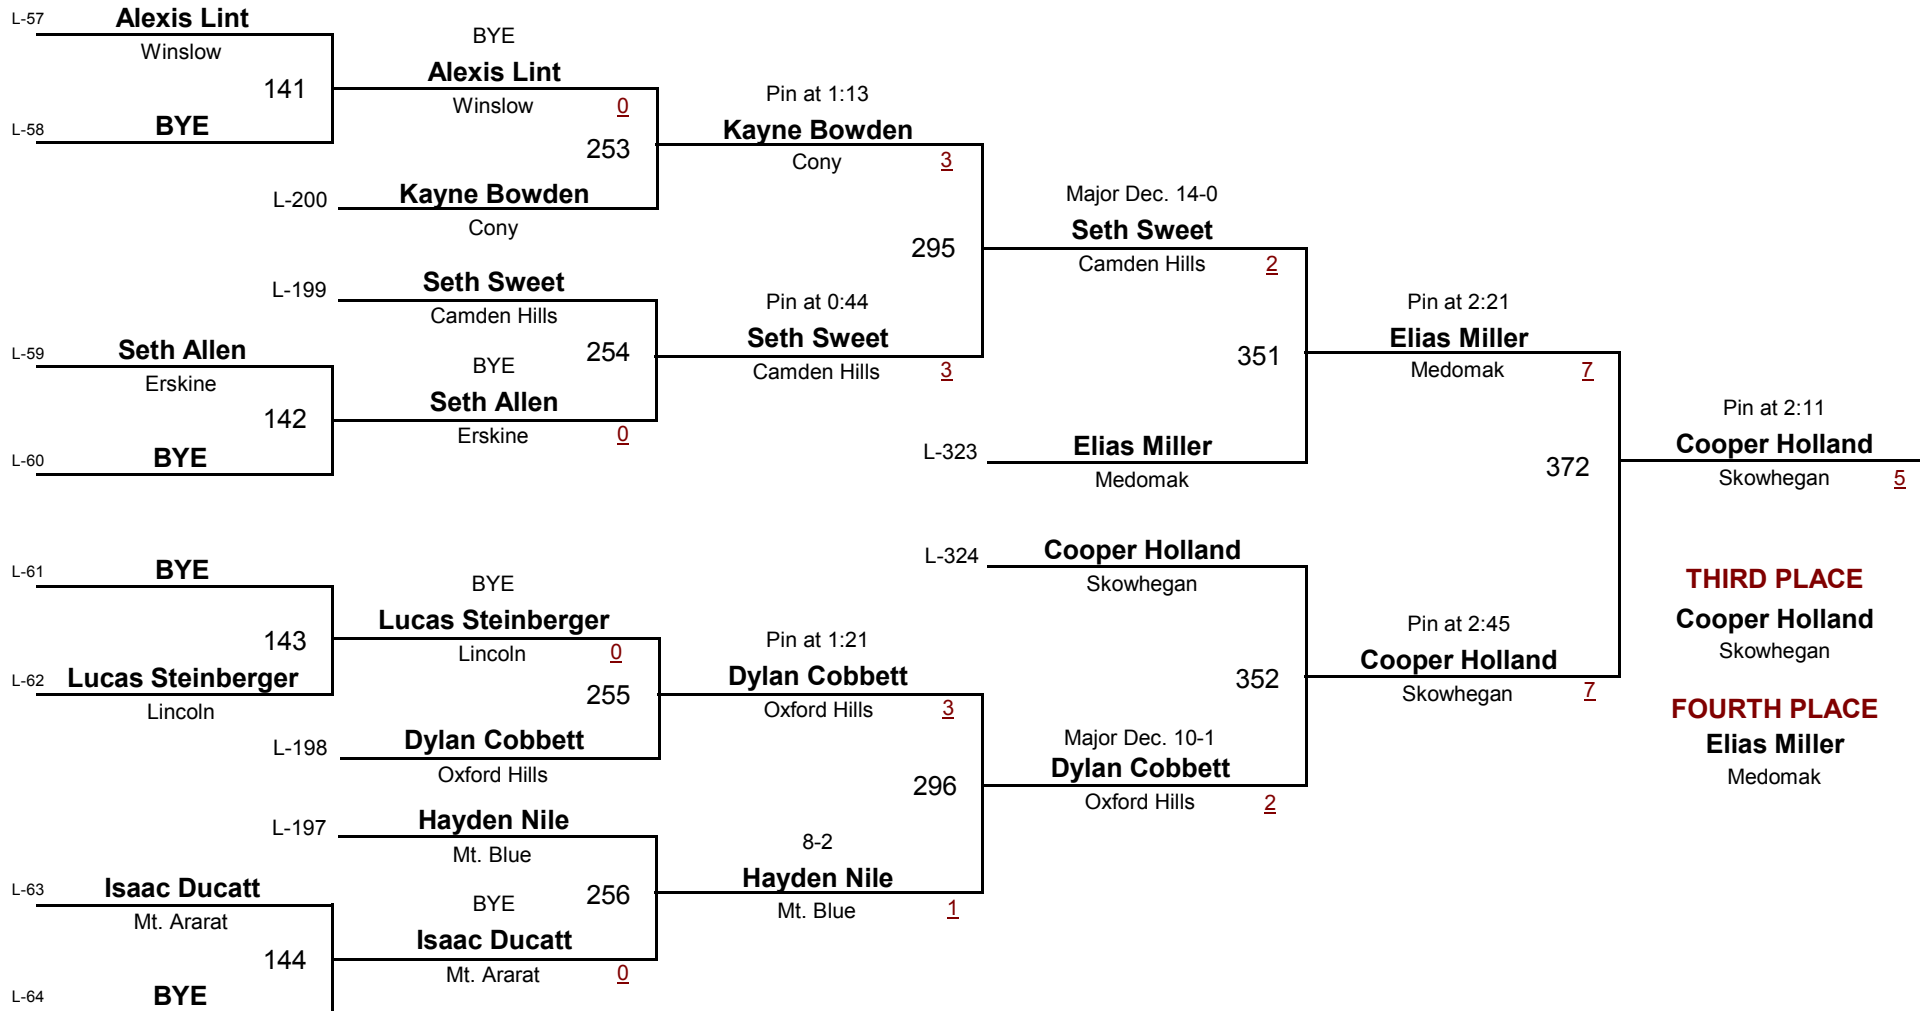 L-57
Alexis Lint
Winslow
141
L-58
BYE
BYE
Alexis Lint
Winslow
0
253
L-200
Kayne Bowden
Cony
Pin at 1:13
Kayne Bowden
Cony
3
L-199
Seth Sweet
Camden Hills
254
L-59
Seth Allen
Erskine
142
L-60
BYE
BYE
Seth Allen
Erskine
0
Pin at 0:44
Seth Sweet
Camden Hills
3
295
Major Dec. 14-0
Seth Sweet
Camden Hills
2
351
L-323
Elias Miller
Medomak
Pin at 2:21
Elias Miller
Medomak
7
372
Pin at 2:11
Cooper Holland
Skowhegan
5
L-61
BYE
143
L-62
Lucas Steinberger
Lincoln
BYE
Lucas Steinberger
Lincoln
0
255
L-198
Dylan Cobbett
Oxford Hills
Pin at 1:21
Dylan Cobbett
Oxford Hills
3
L-197
Hayden Nile
Mt. Blue
256
L-63
Isaac Ducatt
Mt. Ararat
144
L-64
BYE
BYE
Isaac Ducatt
Mt. Ararat
0
8-2
Hayden Nile
Mt. Blue
1
296
L-324
Cooper Holland
Skowhegan
352
Major Dec. 10-1
Dylan Cobbett
Oxford Hills
2
Pin at 2:45
Cooper Holland
Skowhegan
7
THIRD PLACE
Cooper Holland
Skowhegan
FOURTH PLACE
Elias Miller
Medomak